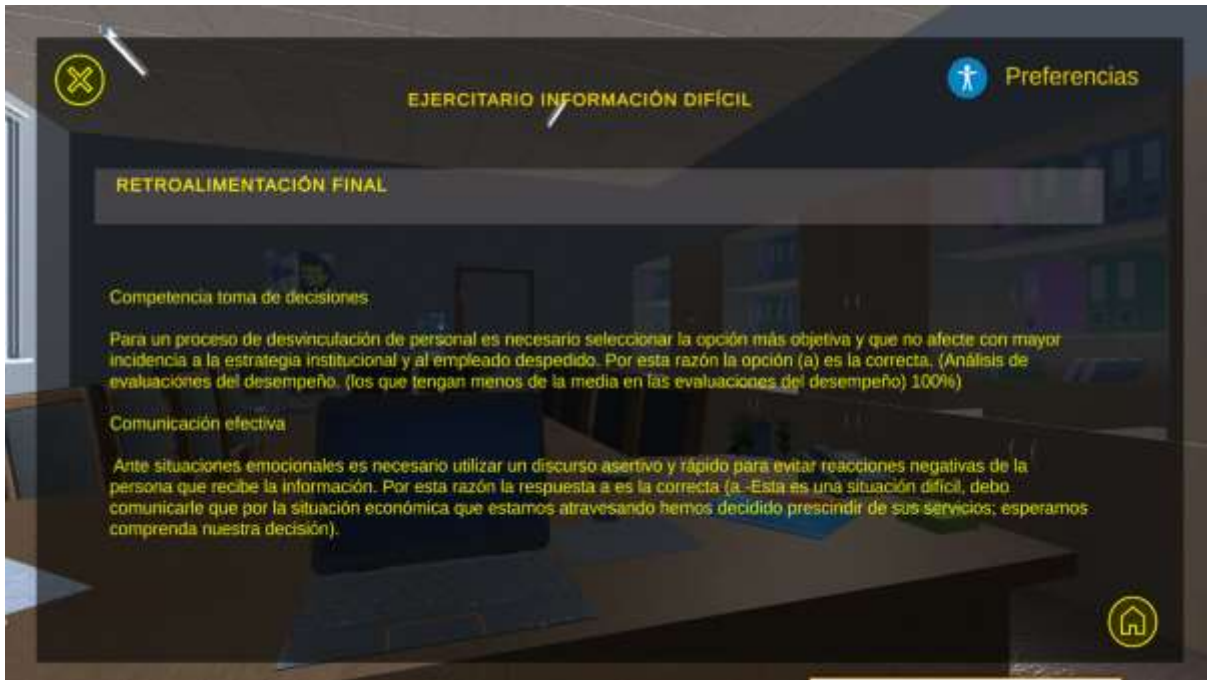 Preferencias
EJERCITARIO INFORMACIÓN DIFÍCIL
RETROALIMENTACIÓN FINAL
Competencia toma de decisiones
Para un proceso de desvinculación de personal es necesario seleccionar la opción más objetiva y que no afecte con mayor
incidencia a la estrategia institucional y al empleado despedido. Por esta razón la opción (a) es la correcta. (Análisis de
evaluaciones del desempeño. (los que tengan menos de la media en las evaluaciones del desempeño) 100%)
Comunicación efectiva
Ante situaciones emocionales es necesario utilizar un discurso asertivo y rápido para evitar reacciones negativas de la
persona que recibe la información. Por esta razón la respuesta a es la correcta (a.-Esta es una situación difícil, debo
comunicarle que por la situación económica que estamos atravesando hemos decidido prescindir de sus servicios; esperamos
comprenda nuestra decisión).